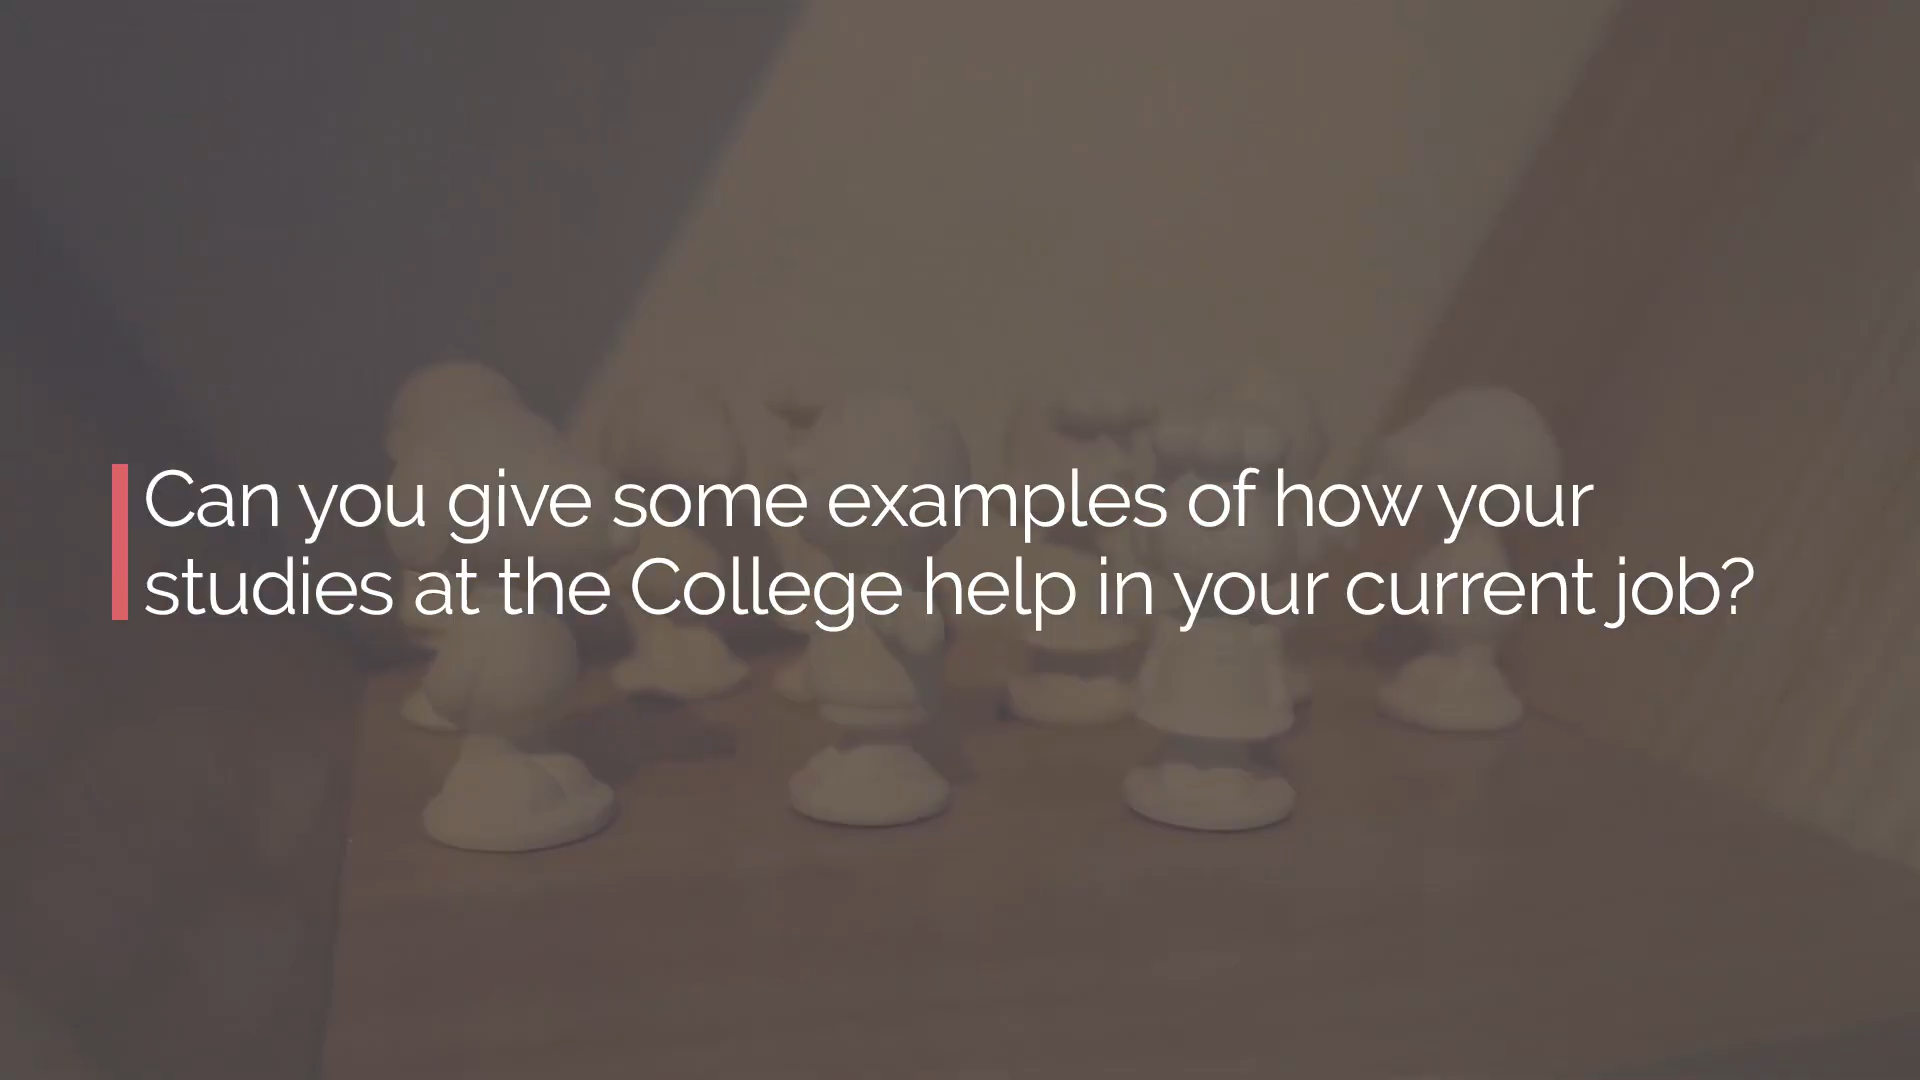 Can you give some examples of how your
studies at the College help in your current job?